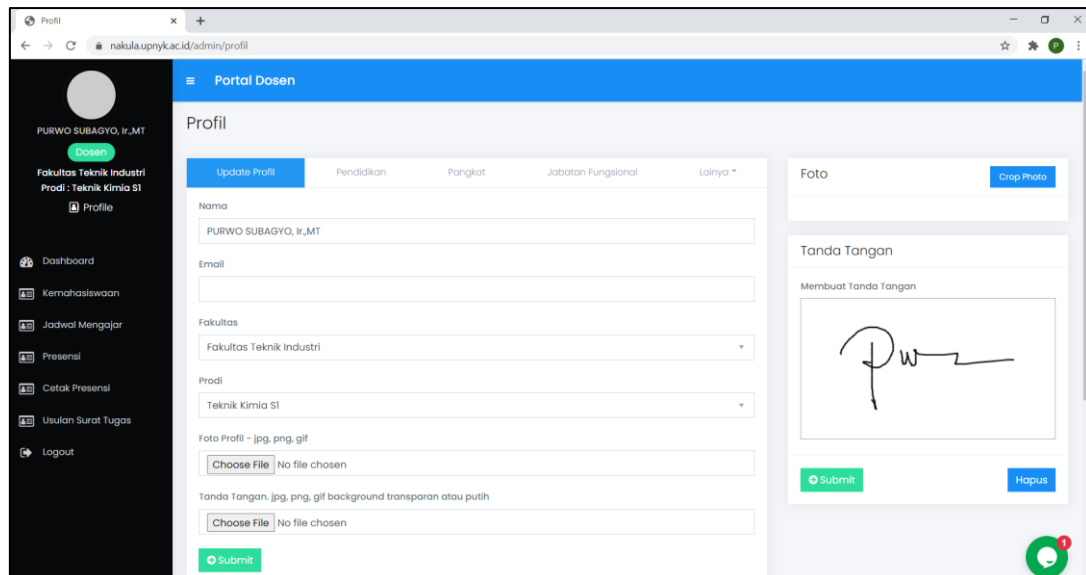 Profil
nakula.upnyk.ac.id/admin/profil
P
PURWO SUBAGYO, Ir.,MT
Dosen
Fakultas Teknik Industri
Prodi : Teknik Kimia S1
Profile
Dashboard
Kemahasiswaan
Jadwal Mengajar
Presensi
Cetak Presensi
Usulan Surat Tugas
Logout
Portal Dosen
Profil
Update Profil
Pendidikan
Pangkat
Jabatan Fungsional
Lainya
Nama
PURWO SUBAGYO, Ir.,MT
Email
Fakultas
Fakultas Teknik Industri
Prodi
Teknik Kimia S1
Foto Profil - jpg, png, gif
Choose File No file chosen
Tanda Tangan. jpg, png, gif background transparan atau putih
Choose File No file chosen
Submit
Foto
Crop Photo
Tanda Tangan
Membuat Tanda Tangan
Submit
Hapus
1